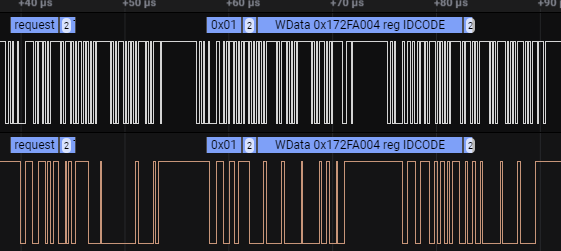 +40 µs +50 µs +60 µs +70 µs +80 µs +90 µs
request 2 0x01 2 WData 0x172FA004 reg IDCODE 2
request 2 0x01 2 WData 0x172FA004 reg IDCODE 2